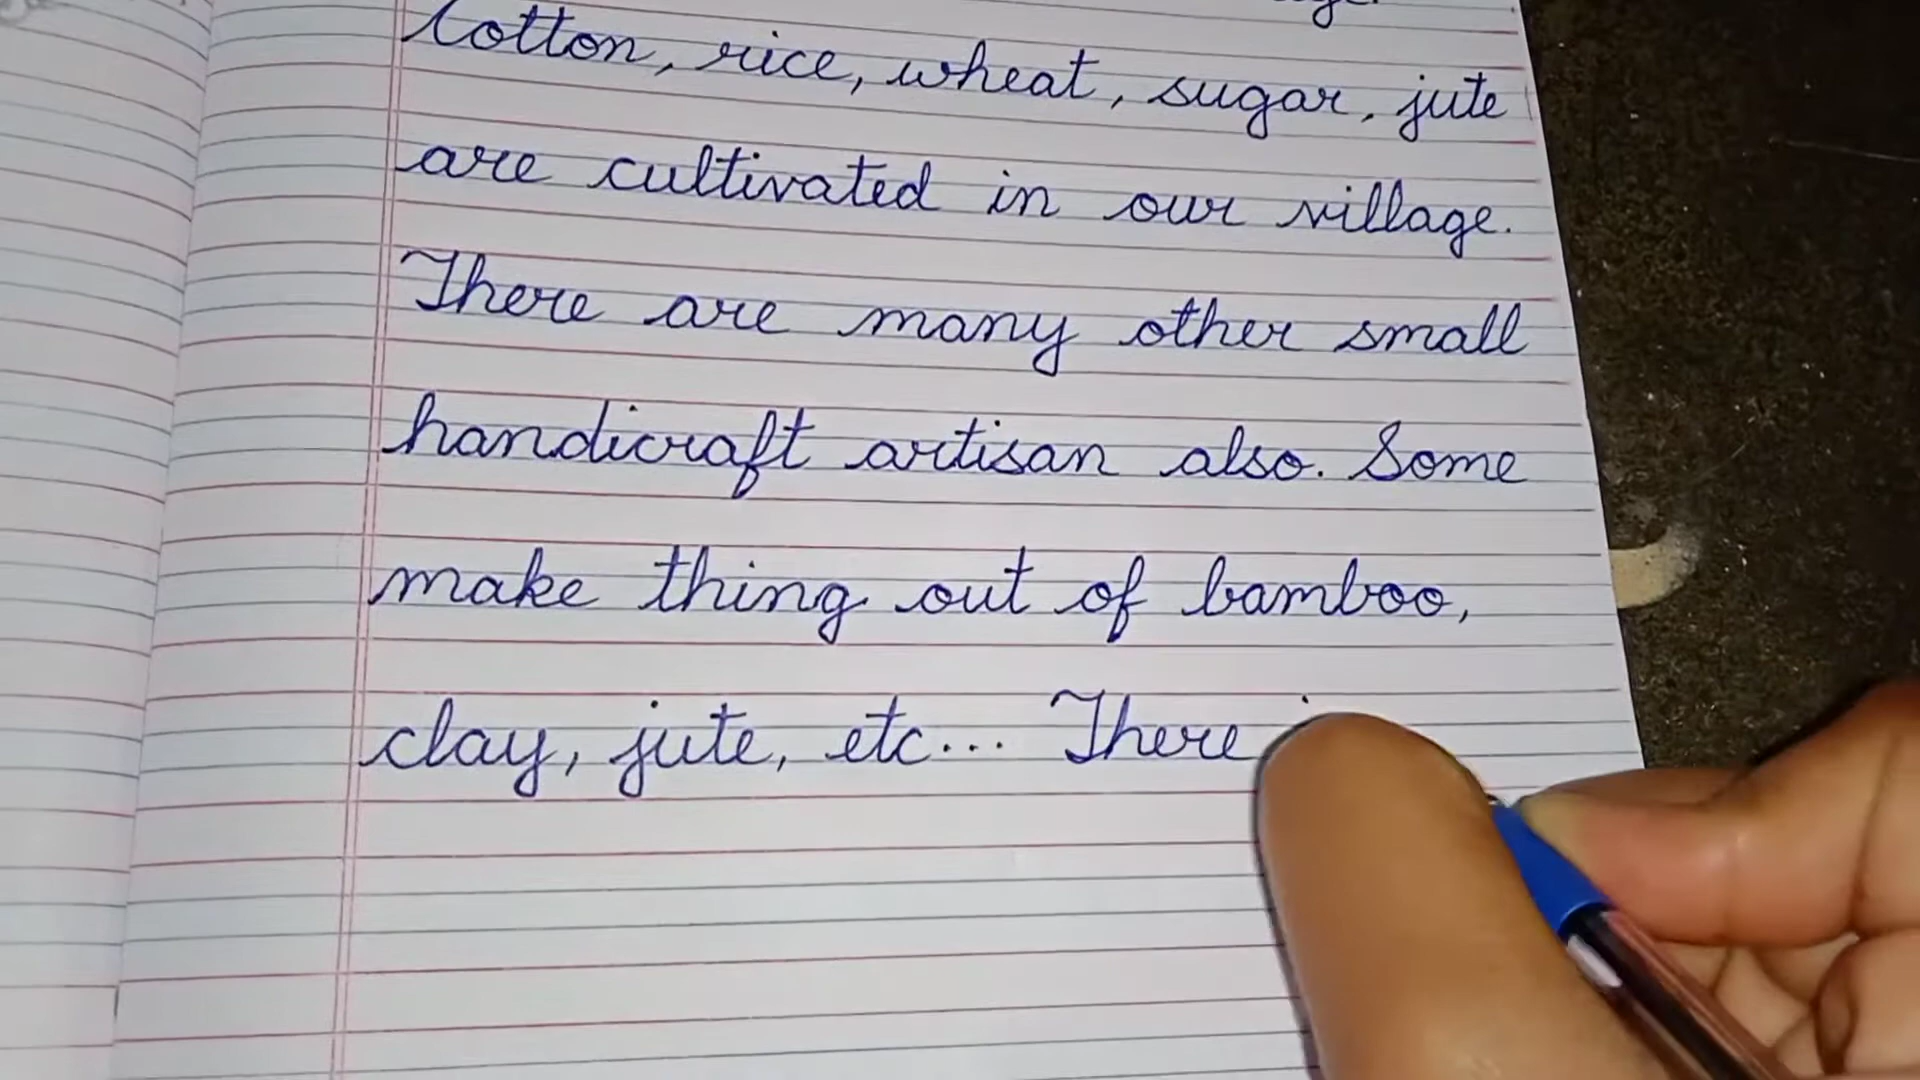 Cotton, rice, wheat, sugar, jute
are cultivated in our village.
There are many other small
handicraft artisan also. Some
make thing out of bamboo,
clay, jute, etc... There